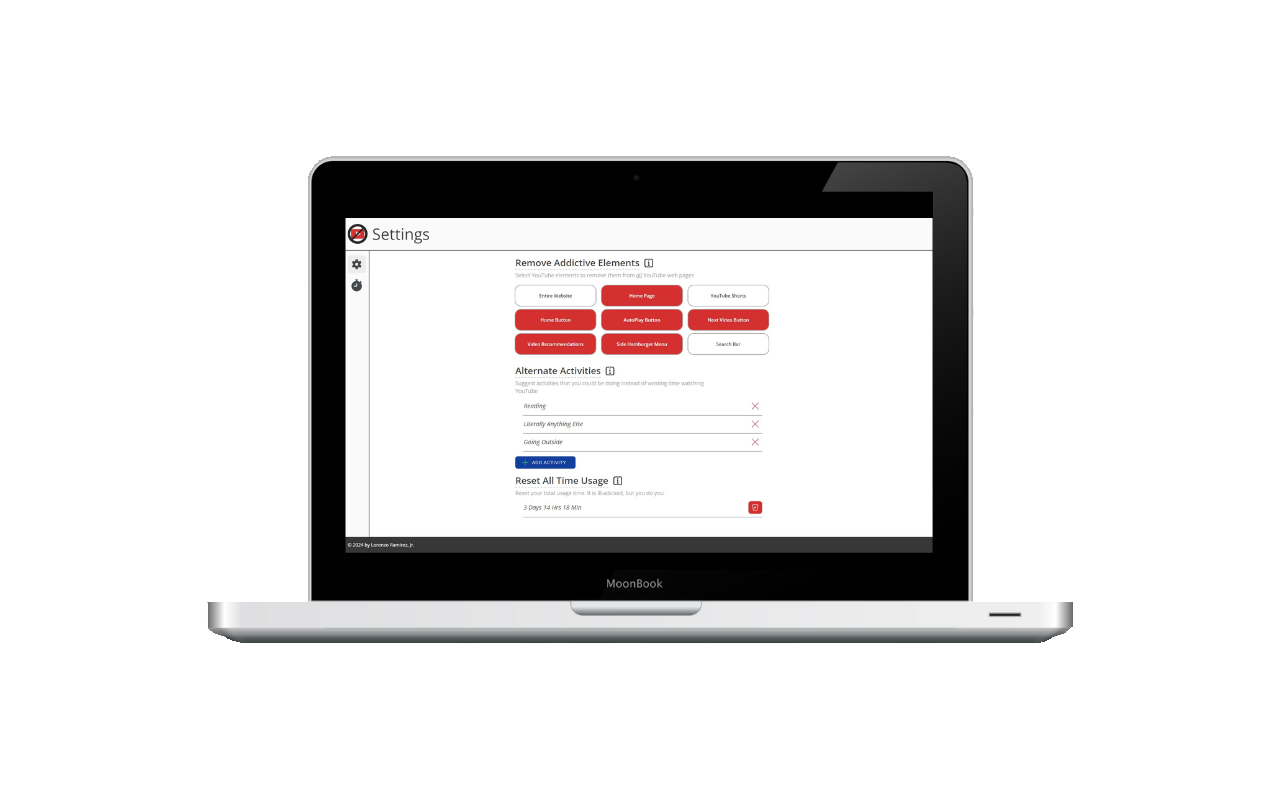 Settings
Remove Addictive Elements
Select YouTube elements to remove them from all YouTube web pages
Entire Website
Home Page
YouTube Shorts
Home Button
AutoPlay Button
Next Video Button
Video Recommendations
Side Hamburger Menu
Search Bar
Alternate Activities
Suggest activities that you could be doing instead of wasting time watching
YouTube
Reading
Literally Anything Else
Going Outside
ADD ACTIVITY
Reset All Time Usage
Reset your total usage time. It is ill-advised, but you do you.
3 Days 14 Hrs 18 Min
© 2024 by Lorenzo Ramirez, Jr.
MoonBook